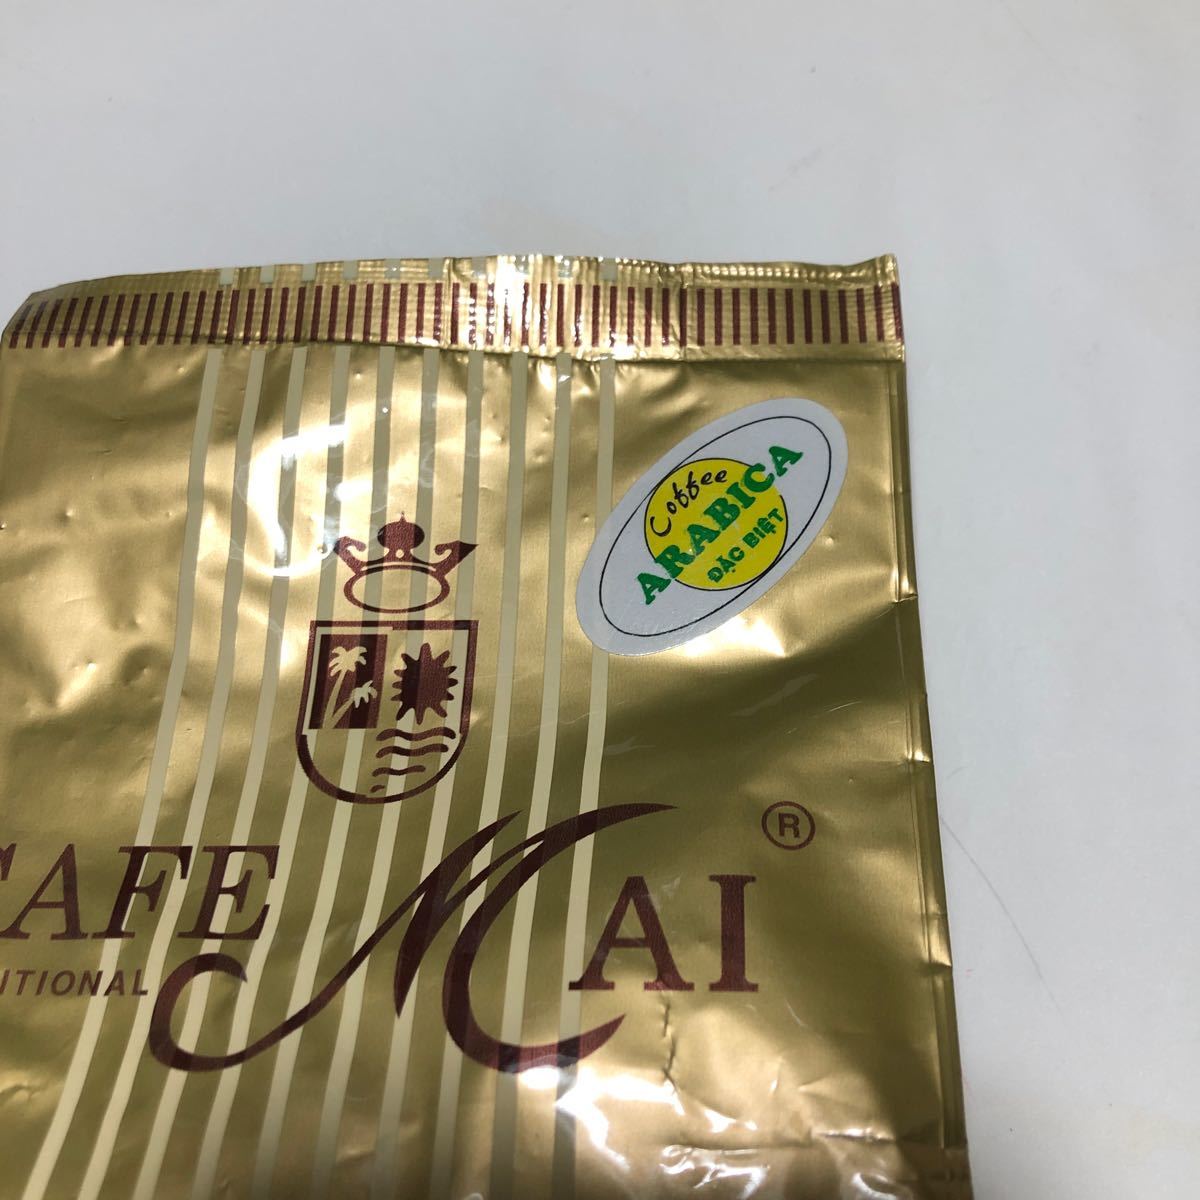 Coffee
ARABICA
ĐẶC BIỆT
CAFE MAI ®
ITIONAL